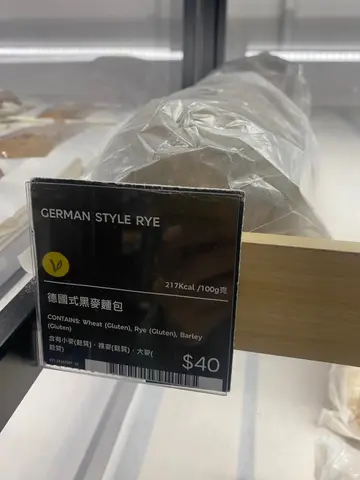 GERMAN STYLE RYE
V
217Kcal /100g克
德國式黑麥麵包
CONTAINS: Wheat (Gluten), Rye (Gluten), Barley
(Gluten)
含有小麥(麩質)、裸麥(麩質)、大麥(
麩質)
$40